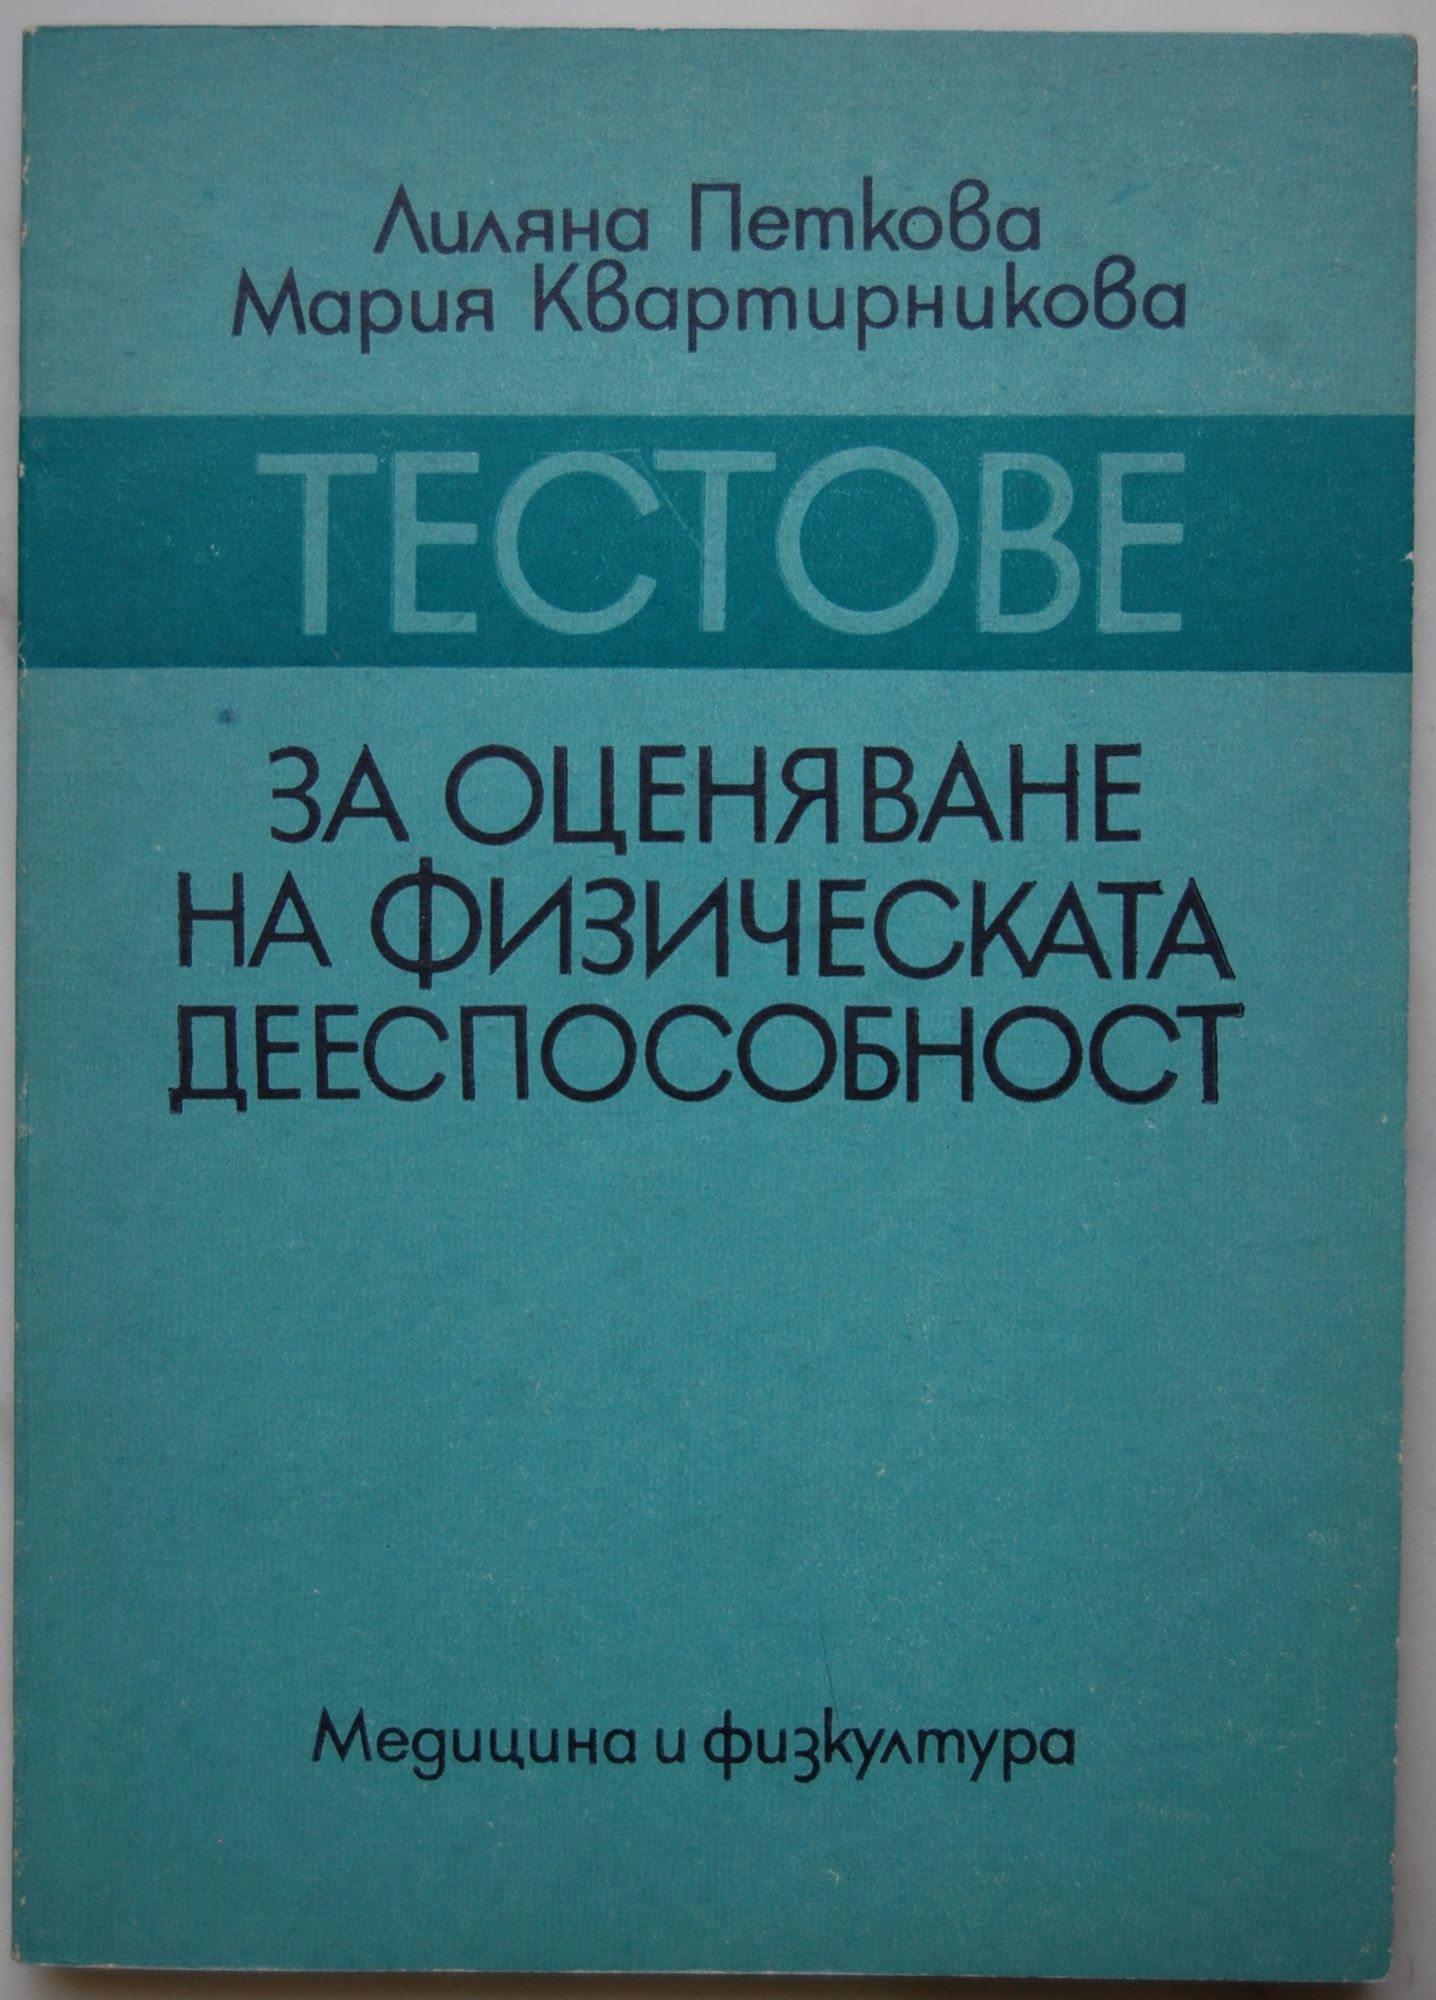 Лиляна Петкова
Мария Квартирникова
ТЕСТОВЕ
ЗА ОЦЕНЯВАНЕ
НА ФИЗИЧЕСКАТА
ДЕЕСПОСОБНОСТ
Медицина и физкултура